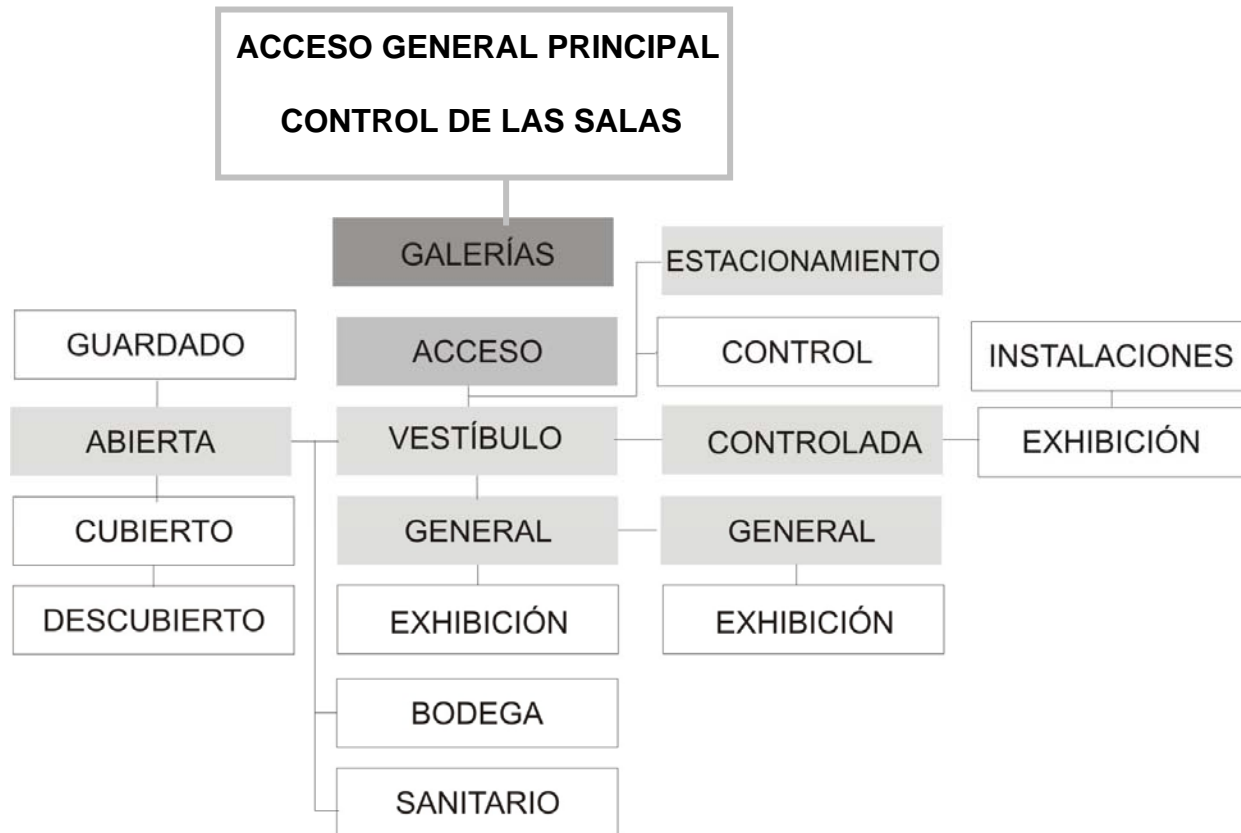 ACCESO GENERAL PRINCIPAL
CONTROL DE LAS SALAS
GALERÍAS
ESTACIONAMIENTO
GUARDADO
ACCESO
CONTROL
INSTALACIONES
ABIERTA
VESTÍBULO
CONTROLADA
EXHIBICIÓN
CUBIERTO
GENERAL
GENERAL
DESCUBIERTO
EXHIBICIÓN
EXHIBICIÓN
BODEGA
SANITARIO